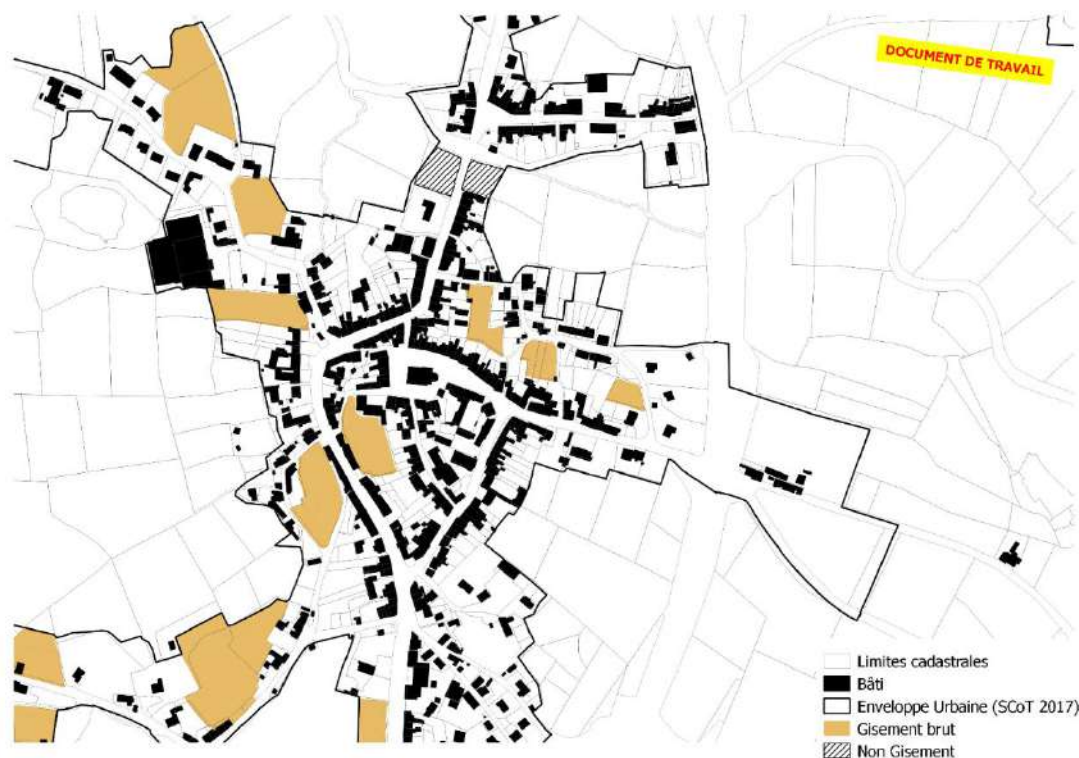 DOCUMENT DE TRAVAIL
Limites cadastrales
Bâti
Enveloppe Urbaine (SCoT 2017)
Gisement brut
Non Gisement